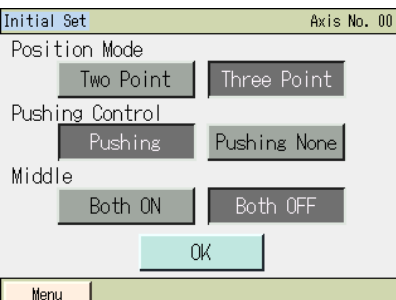 Initial Set Axis No. 00
Position Mode
Two Point Three Point
Pushing Control
Pushing Pushing None
Middle
Both ON Both OFF
OK
Menu